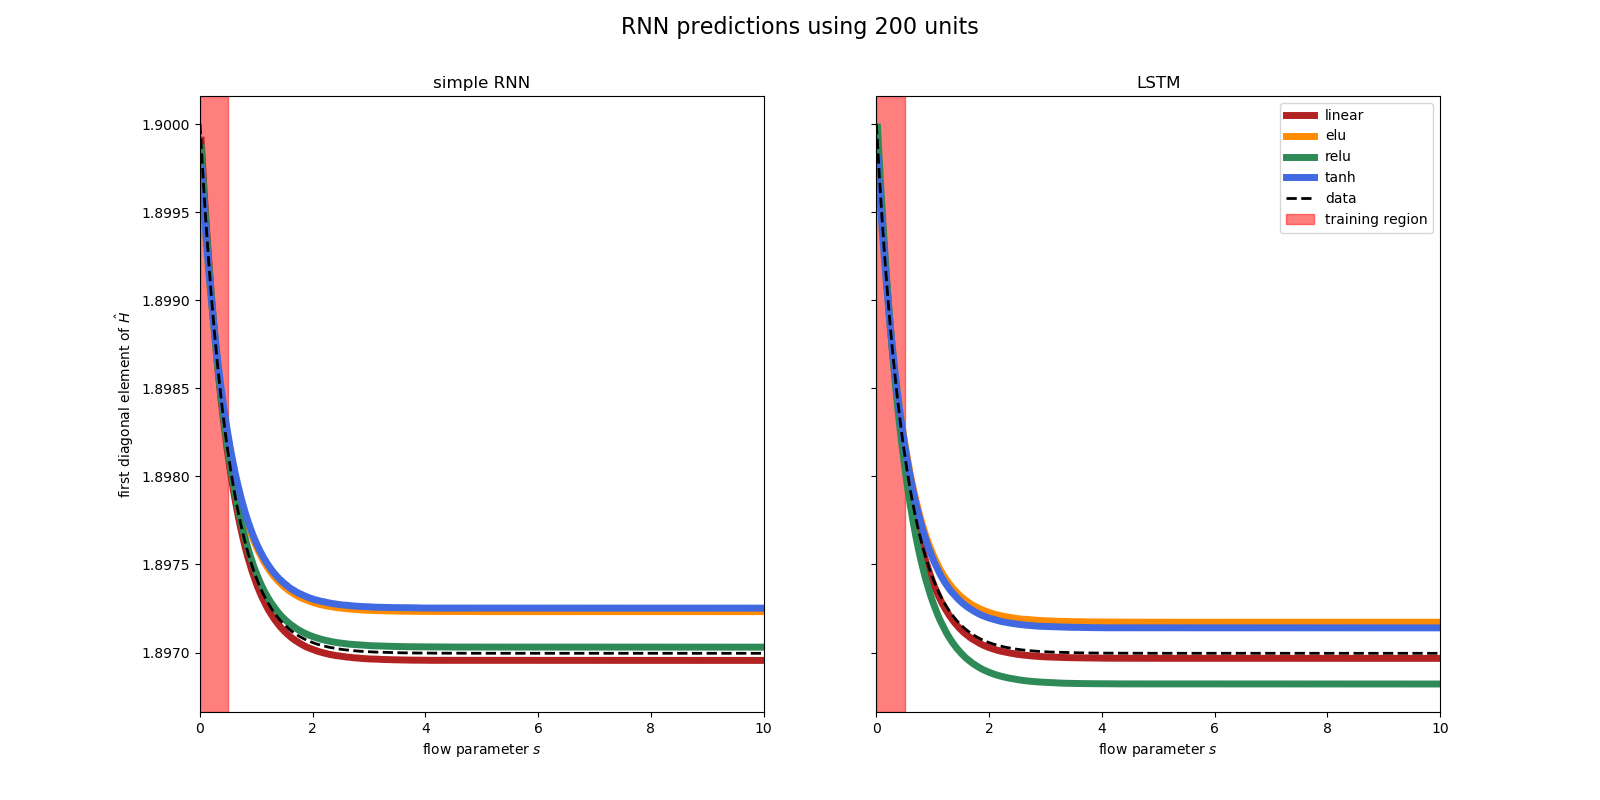 RNN predictions using 200 units
simple RNN
1.9000
1.8995
1.8990
1.8985
1.8980
1.8975
1.8970
first diagonal element of Ĥ
0 2 4 6 8 10
flow parameter s
LSTM
linear
elu
relu
tanh
data
training region
0 2 4 6 8 10
flow parameter s